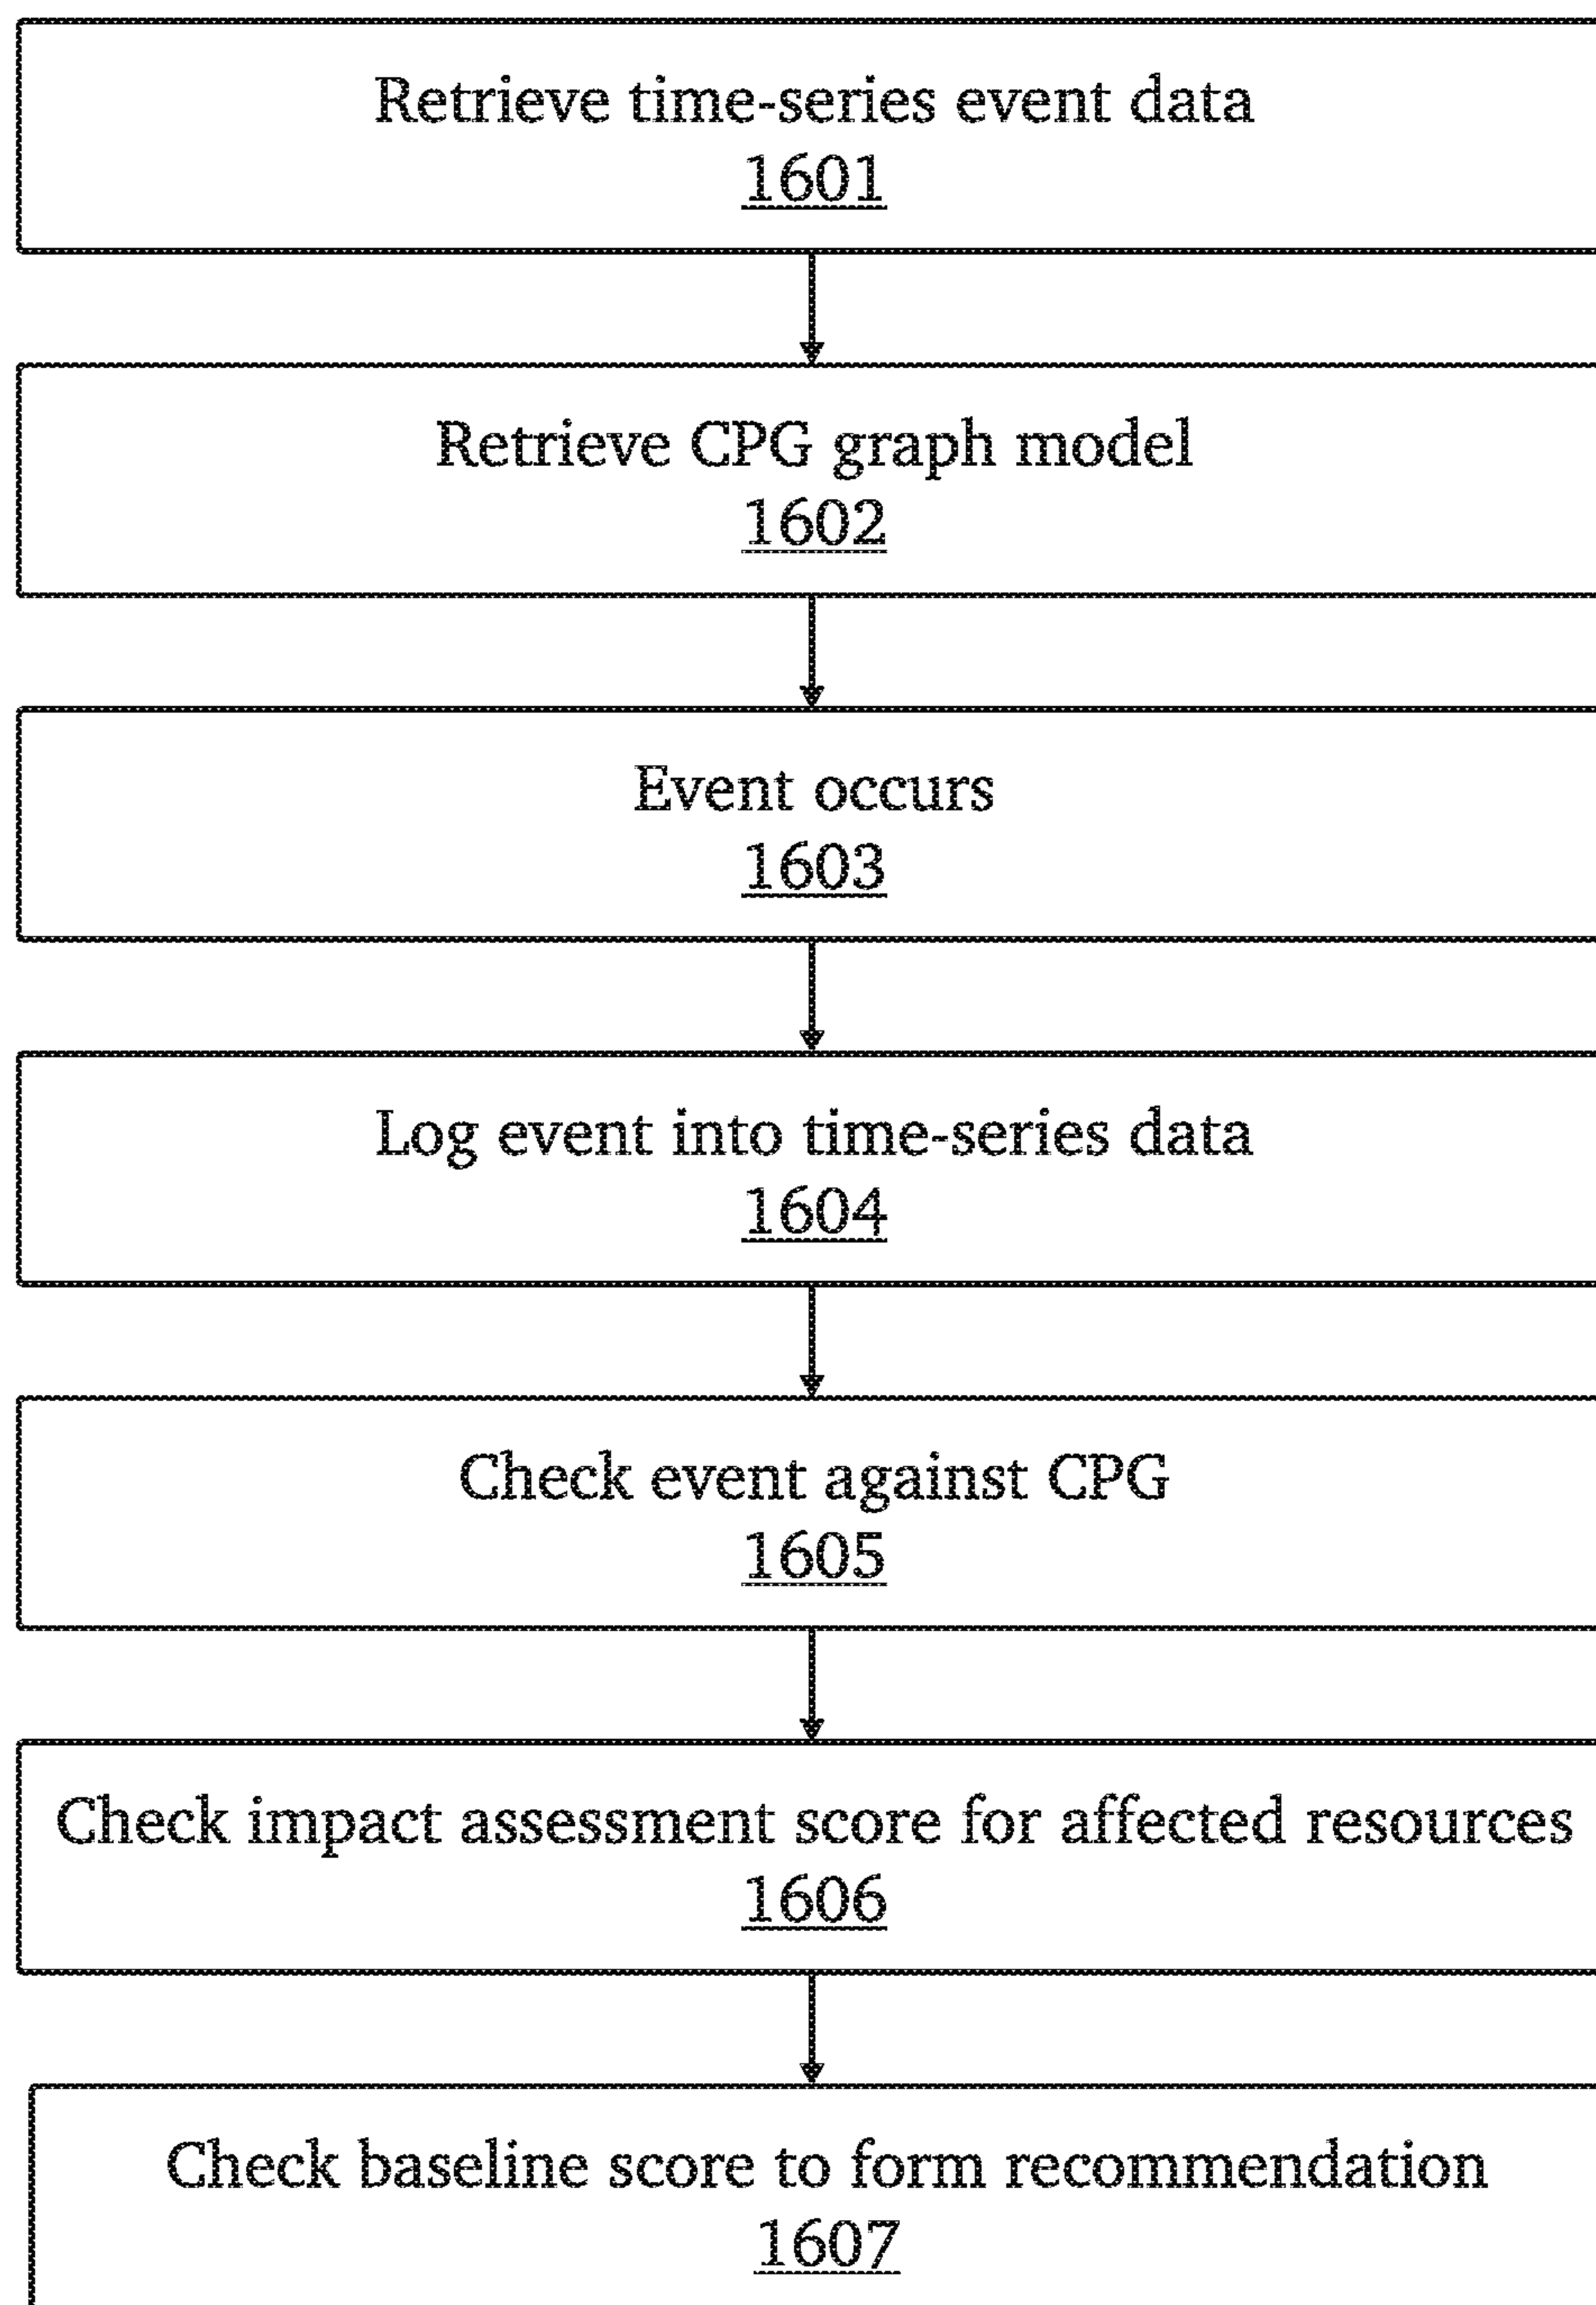 Retrieve time-series event data
1601
Retrieve CPG graph model
1602
Event occurs
1603
Log event into time-series data
1604
Check event against CPG
1605
Check impact assessment score for affected resources
1606
Check baseline score to form recommendation
1607